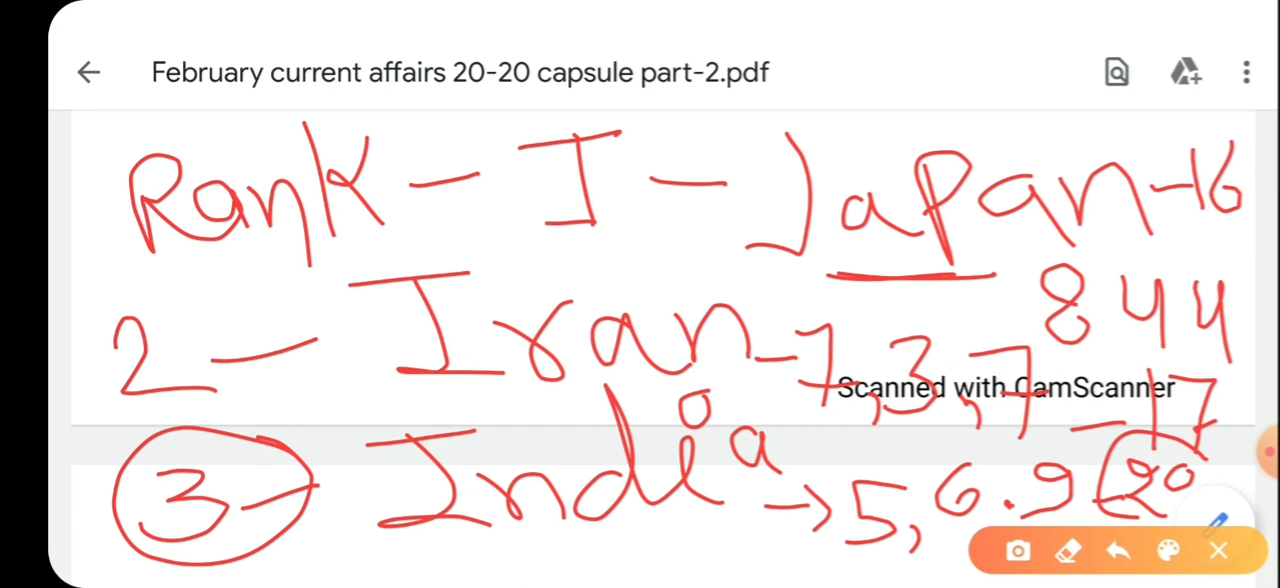 February current affairs 20-20 capsule part-2.pdf
Rank - I - Japan - 16
8 4 4
2 - Iran - 7, 3, 7 - 17
Scanned with CamScanner
3 - India → 5, 6. 9 (20